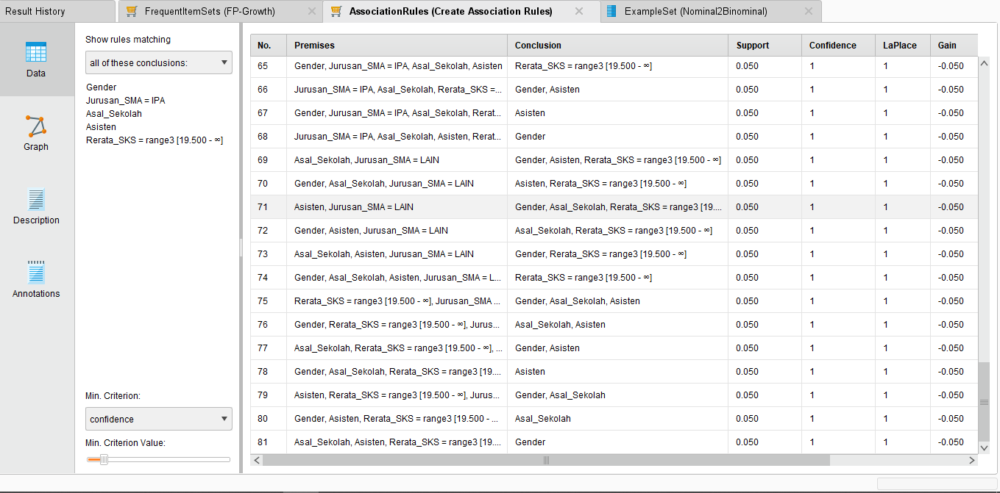 Result History
FrequentItemSets (FP-Growth)
AssociationRules (Create Association Rules)
ExampleSet (Nominal2Binominal)
Data
Graph
Description
Annotations
Show rules matching
all of these conclusions:
Gender
Jurusan_SMA = IPA
Asal_Sekolah
Asisten
Rerata_SKS = range3 [19.500 - ∞]
Min. Criterion:
confidence
Min. Criterion Value:
No. Premises Conclusion Support Confidence LaPlace Gain
65 Gender, Jurusan_SMA = IPA, Asal_Sekolah, Asisten Rerata_SKS = range3 [19.500 - ∞] 0.050 1 1 -0.050
66 Jurusan_SMA = IPA, Asal_Sekolah, Rerata_SKS =... Gender, Asisten 0.050 1 1 -0.050
67 Gender, Jurusan_SMA = IPA, Asal_Sekolah, Rerat... Asisten 0.050 1 1 -0.050
68 Jurusan_SMA = IPA, Asal_Sekolah, Asisten, Rerat... Gender 0.050 1 1 -0.050
69 Asal_Sekolah, Jurusan_SMA = LAIN Gender, Asisten, Rerata_SKS = range3 [19.500 - ∞] 0.050 1 1 -0.050
70 Gender, Asal_Sekolah, Jurusan_SMA = LAIN Asisten, Rerata_SKS = range3 [19.500 - ∞] 0.050 1 1 -0.050
71 Asisten, Jurusan_SMA = LAIN Gender, Asal_Sekolah, Rerata_SKS = range3 [19.... 0.050 1 1 -0.050
72 Gender, Asisten, Jurusan_SMA = LAIN Asal_Sekolah, Rerata_SKS = range3 [19.500 - ∞] 0.050 1 1 -0.050
73 Asal_Sekolah, Asisten, Jurusan_SMA = LAIN Gender, Rerata_SKS = range3 [19.500 - ∞] 0.050 1 1 -0.050
74 Gender, Asal_Sekolah, Asisten, Jurusan_SMA = L... Rerata_SKS = range3 [19.500 - ∞] 0.050 1 1 -0.050
75 Rerata_SKS = range3 [19.500 - ∞], Jurusan_SMA ... Gender, Asal_Sekolah, Asisten 0.050 1 1 -0.050
76 Gender, Rerata_SKS = range3 [19.500 - ∞], Jurus... Asal_Sekolah, Asisten 0.050 1 1 -0.050
77 Asal_Sekolah, Rerata_SKS = range3 [19.500 - ∞], ... Gender, Asisten 0.050 1 1 -0.050
78 Gender, Asal_Sekolah, Rerata_SKS = range3 [19.... Asisten 0.050 1 1 -0.050
79 Asisten, Rerata_SKS = range3 [19.500 - ∞], Jurus... Gender, Asal_Sekolah 0.050 1 1 -0.050
80 Gender, Asisten, Rerata_SKS = range3 [19.500 - ... Asal_Sekolah 0.050 1 1 -0.050
81 Asal_Sekolah, Asisten, Rerata_SKS = range3 [19.... Gender 0.050 1 1 -0.050